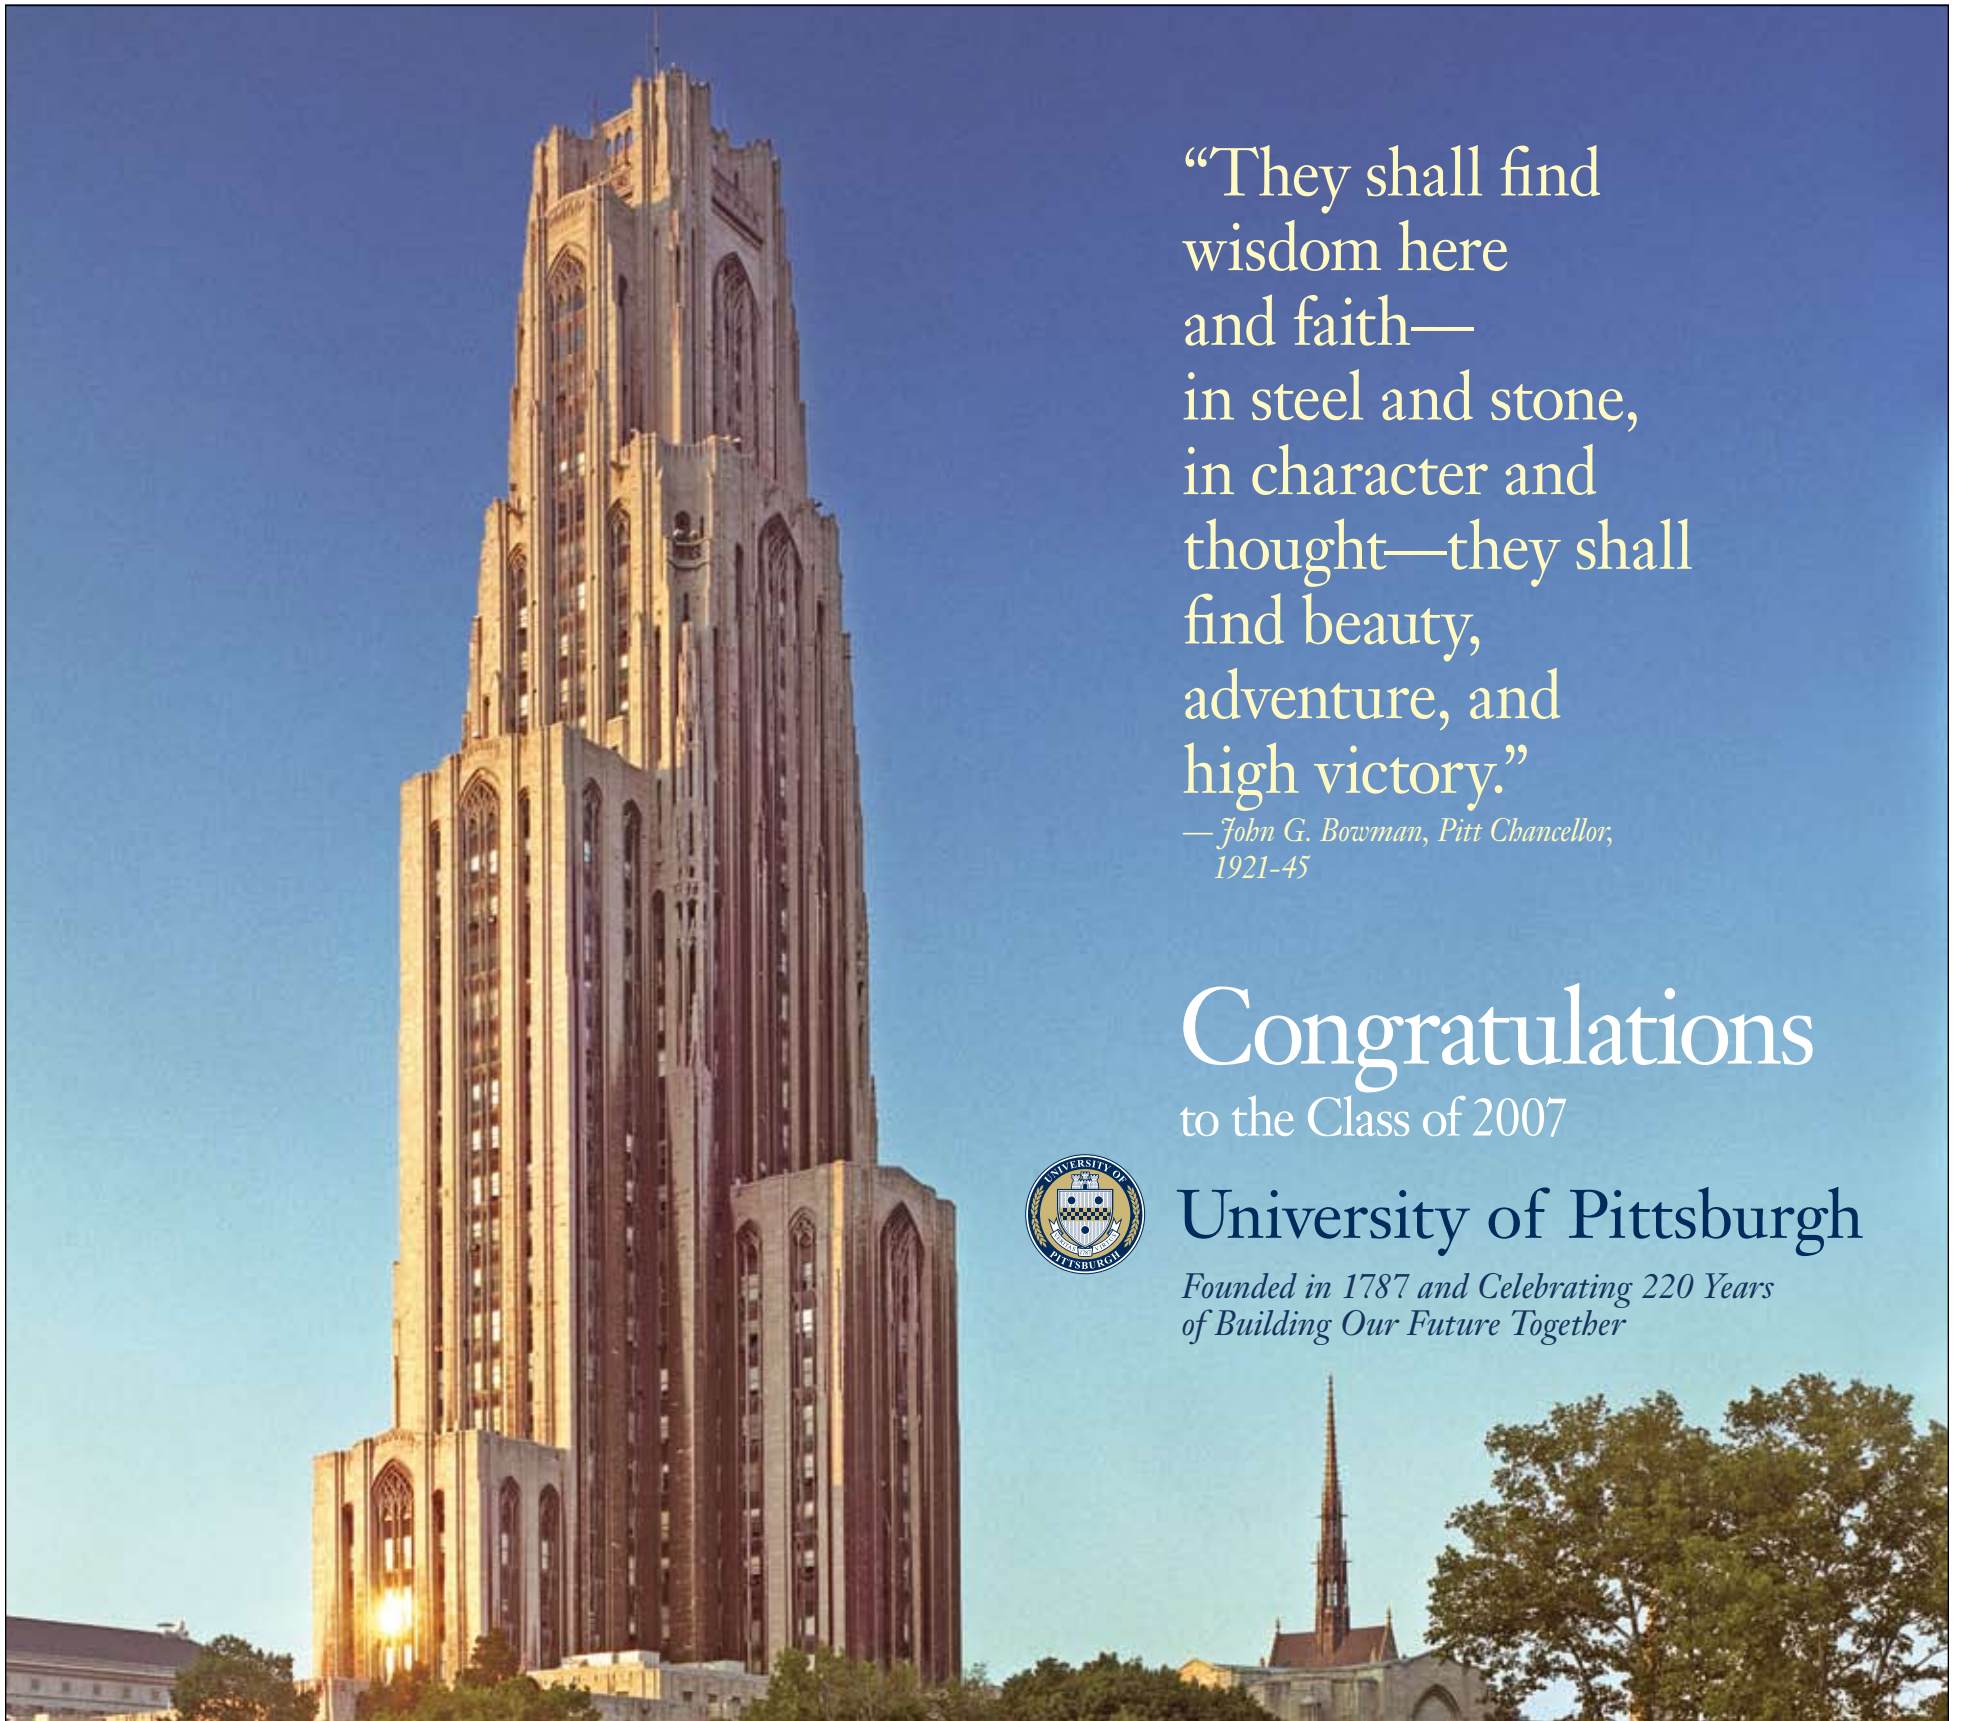 “They shall find
wisdom here
and faith—
in steel and stone,
in character and
thought—they shall
find beauty,
adventure, and
high victory.”
— John G. Bowman, Pitt Chancellor,
1921-45
Congratulations
to the Class of 2007
UNIVERSITY OF
PITTSBURGH
University of Pittsburgh
Founded in 1787 and Celebrating 220 Years
of Building Our Future Together